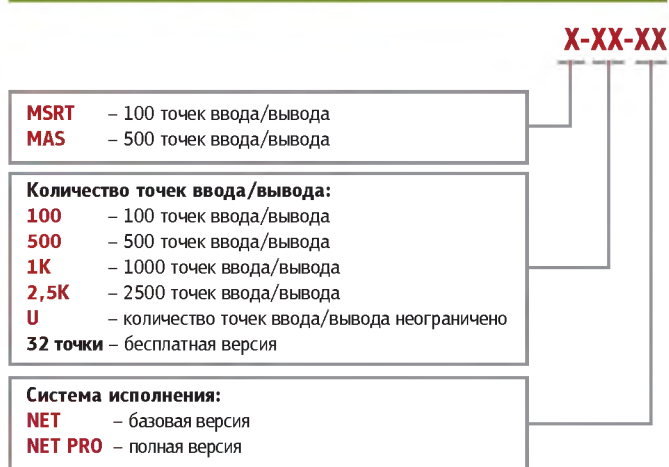 X-XX-XX
MSRT – 100 точек ввода/вывода
MAS – 500 точек ввода/вывода
Количество точек ввода/вывода:
100 – 100 точек ввода/вывода
500 – 500 точек ввода/вывода
1K – 1000 точек ввода/вывода
2,5K – 2500 точек ввода/вывода
U – количество точек ввода/вывода неограничено
32 точки – бесплатная версия
Система исполнения:
NET – базовая версия
NET PRO – полная версия